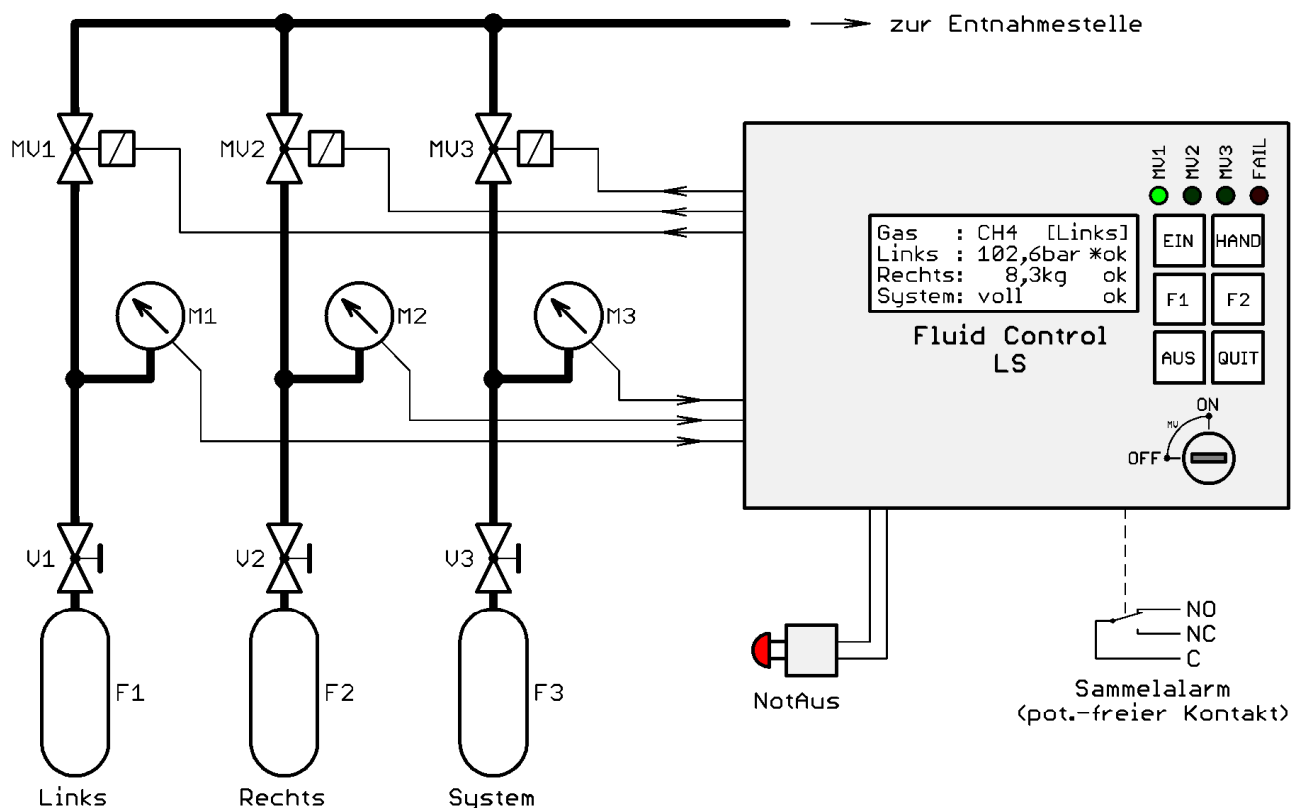 zur Entnahmestelle
MV1
MV2
MV3
MV1
MV2
MV3
FAIL
Gas : CH4 [Links]
Links : 102,6bar *ok
Rechts: 8,3kg ok
System: voll ok
EIN
HAND
F1
F2
AUS
QUIT
Fluid Control
LS
M1
M2
M3
ON
MV
OFF
V1
V2
V3
NO
NC
C
F1
F2
F3
NotAus
Sammelalarm
(pot.-freier Kontakt)
Links
Rechts
System